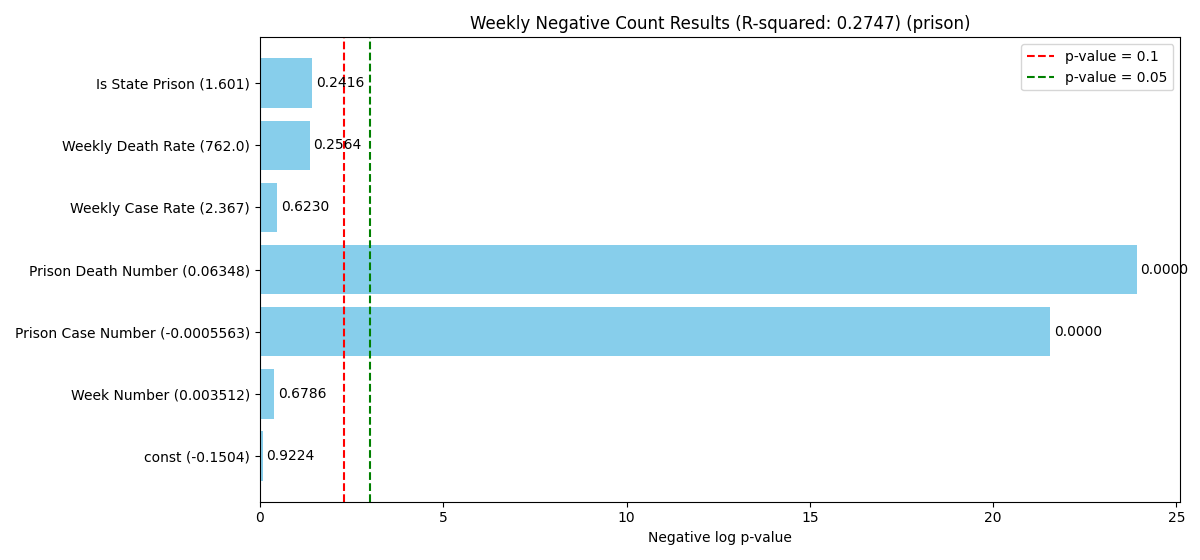 Weekly Negative Count Results (R-squared: 0.2747) (prison)
p-value = 0.1
p-value = 0.05
Is State Prison (1.601) 0.2416
Weekly Death Rate (762.0) 0.2564
Weekly Case Rate (2.367) 0.6230
Prison Death Number (0.06348) 0.0000
Prison Case Number (-0.0005563) 0.0000
Week Number (0.003512) 0.6786
const (-0.1504) 0.9224
0 5 10 15 20 25
Negative log p-value